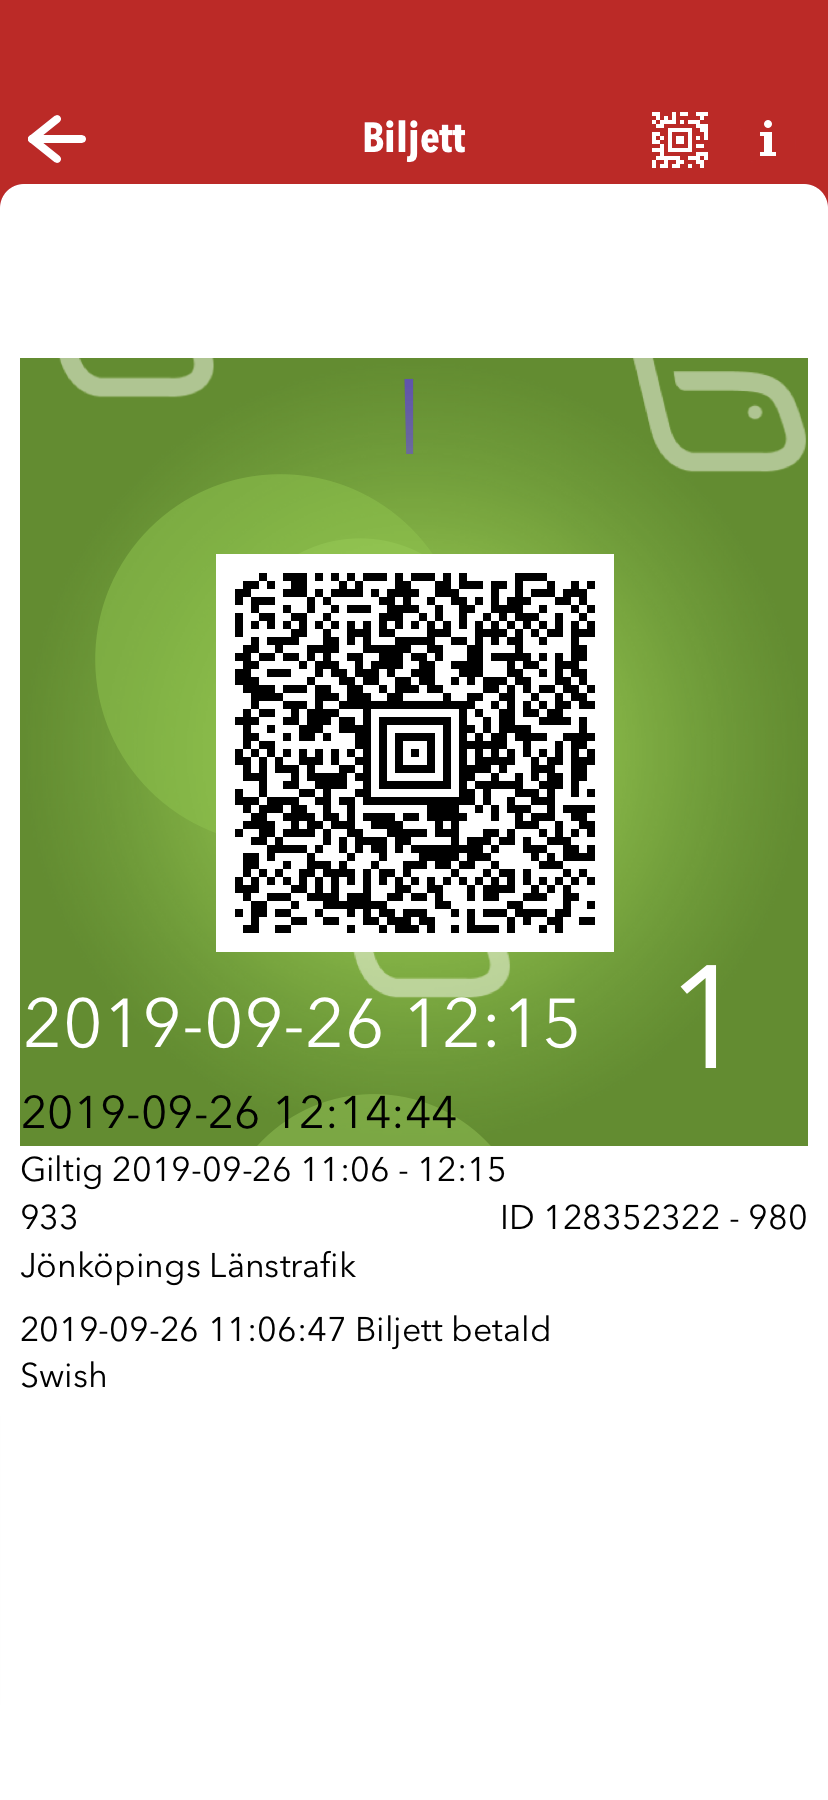 Biljett
2019-09-26 12:15
1
2019-09-26 12:14:44
Giltig 2019-09-26 11:06 - 12:15
933
ID 128352322 - 980
Jönköpings Länstrafik
2019-09-26 11:06:47 Biljett betald
Swish